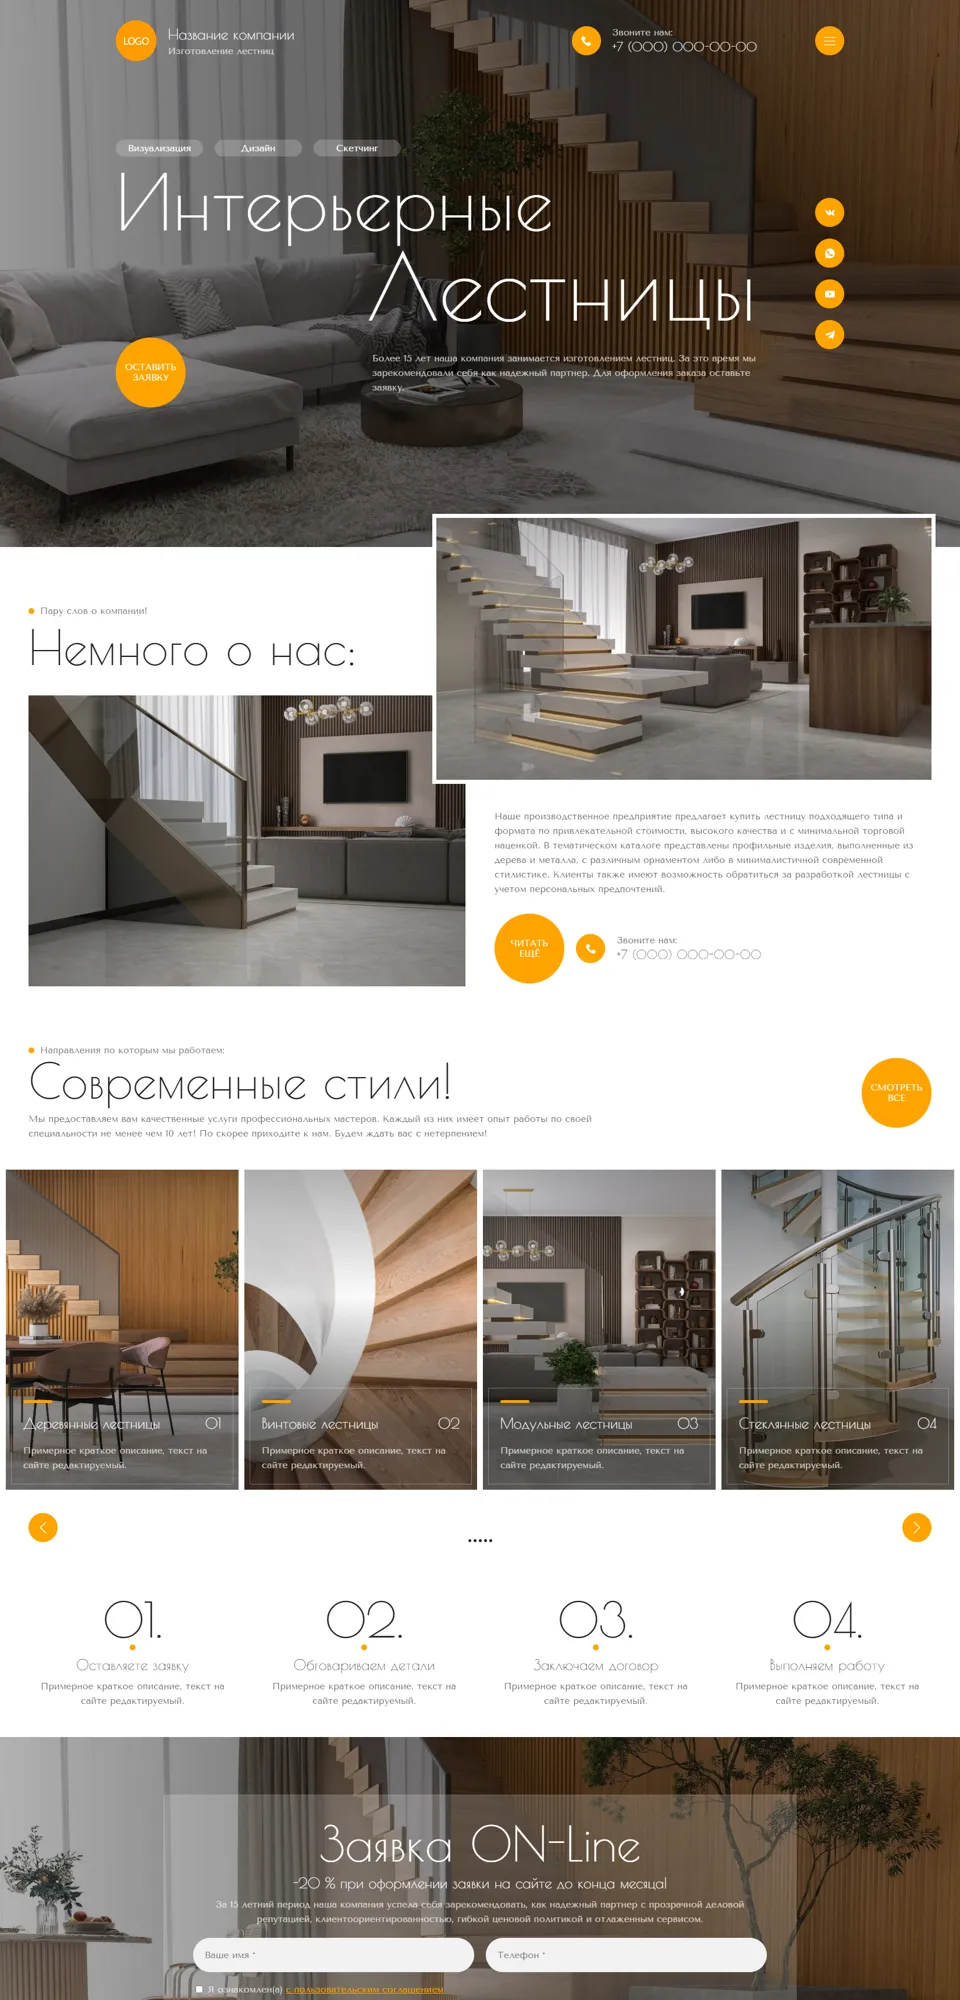 LOGO
Название компании
Изготовление лестниц
Звоните нам:
+7 (000) 000-00-00
Визуализация
Дизайн
Скетчинг
Интерьерные
Лестницы
ОСТАВИТЬ
ЗАЯВКУ
Более 15 лет наша компания занимается изготовлением лестниц. За это время мы
зарекомендовали себя как надежный партнер. Для оформления заказа оставьте
заявку.
Пару слов о компании!
Немного о нас:
Наше производственное предприятие предлагает купить лестницу подходящего типа и
формата по привлекательной стоимости, высокого качества и с минимальной торговой
наценкой. В тематическом каталоге представлены профильные изделия, выполненные из
дерева и металла, с различным орнаментом либо в минималистичной современной
стилистике. Клиенты также имеют возможность обратиться за разработкой лестницы с
учетом персональных предпочтений.
ЧИТАТЬ
ЕЩЁ
Звоните нам:
+7 (000) 000-00-00
Направления по которым мы работаем:
Современные стили!
Мы предоставляем вам качественные услуги профессиональных мастеров. Каждый из них имеет опыт работы по своей
специальности не менее чем 10 лет! По скорее приходите к нам. Будем ждать вас с нетерпением!
СМОТРЕТЬ
ВСЕ
Деревянные лестницы 01
Примерное краткое описание, текст на
сайте редактируемый.
Винтовые лестницы 02
Примерное краткое описание, текст на
сайте редактируемый.
Модульные лестницы 03
Примерное краткое описание, текст на
сайте редактируемый.
Стеклянные лестницы 04
Примерное краткое описание, текст на
сайте редактируемый.
01.
Оставляете заявку
Примерное краткое описание, текст на
сайте редактируемый.
02.
Обговариваем детали
Примерное краткое описание, текст на
сайте редактируемый.
03.
Заключаем договор
Примерное краткое описание, текст на
сайте редактируемый.
04.
Выполняем работу
Примерное краткое описание, текст на
сайте редактируемый.
Заявка ON-Line
-20 % при оформлении заявки на сайте до конца месяца!
За 15 летний период наша компания успела себя зарекомендовать, как надежный партнер с прозрачной деловой
репутацией, клиентоориентированностью, гибкой ценовой политикой и отлаженным сервисом.
Ваше имя *
Телефон *
Я ознакомлен(а) с пользовательским соглашением